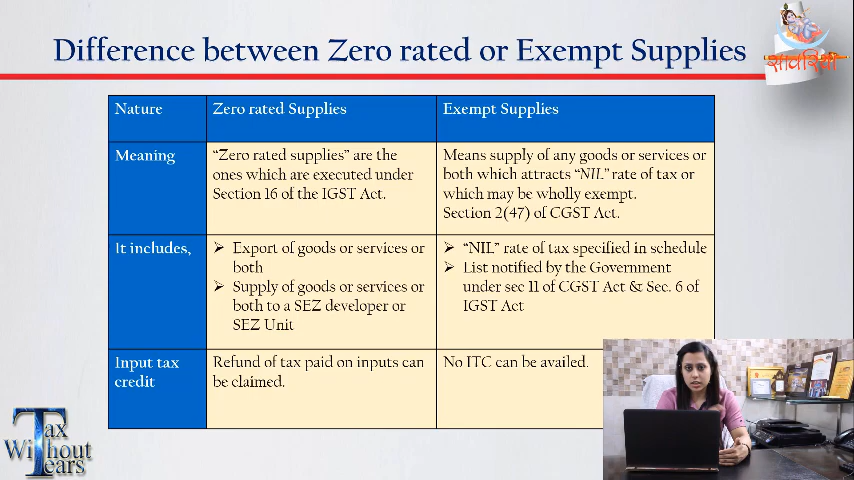 Difference between Zero rated or Exempt Supplies
सांवरिया
Nature
Zero rated Supplies
Exempt Supplies
Meaning
“Zero rated supplies” are the
ones which are executed under
Section 16 of the IGST Act.
Means supply of any goods or services or
both which attracts “NIL” rate of tax or
which may be wholly exempt.
Section 2(47) of CGST Act.
It includes,
➢ Export of goods or services or
both
➢ Supply of goods or services or
both to a SEZ developer or
SEZ Unit
➢ “NIL” rate of tax specified in schedule
➢ List notified by the Government
under sec 11 of CGST Act & Sec. 6 of
IGST Act
Input tax
credit
Refund of tax paid on inputs can
be claimed.
No ITC can be availed.
Tax
Without
Tears